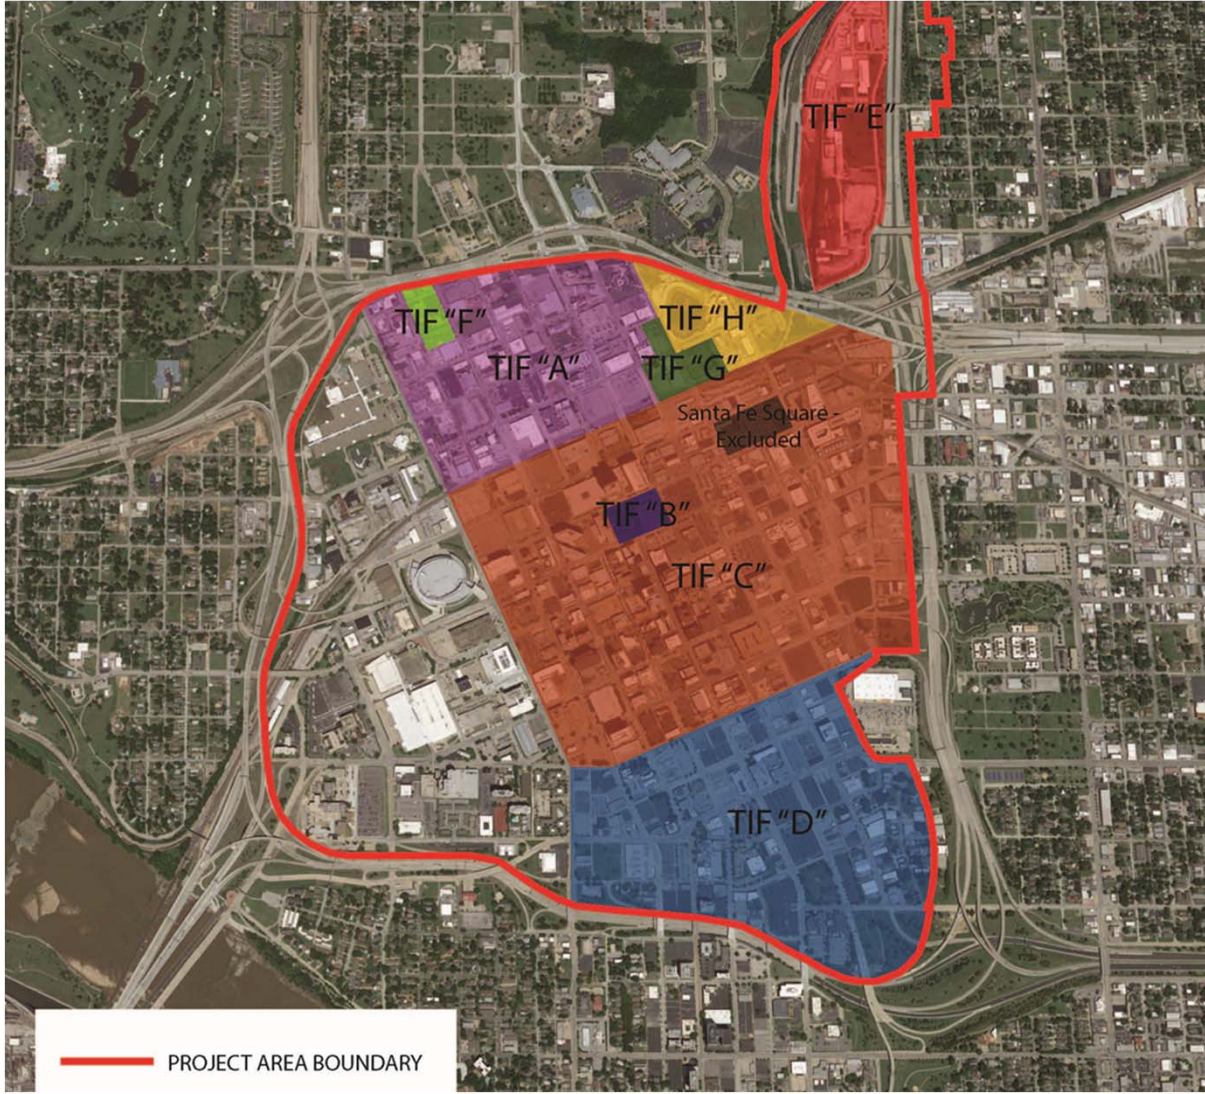 TIF "E"
TIF "F"
TIF "H"
TIF "A"
TIF "G"
Santa Fe Square -
Excluded
TIF "B"
TIF "C"
TIF "D"
PROJECT AREA BOUNDARY